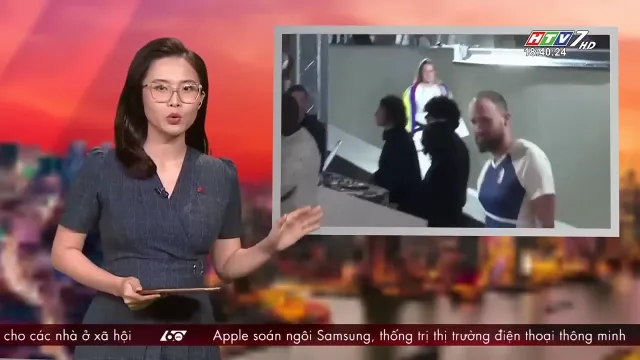 HTV7 HD
18:40:24
cho các nhà ở xã hội 60 Apple soán ngôi Samsung, thống trị thị trường điện thoại thông minh